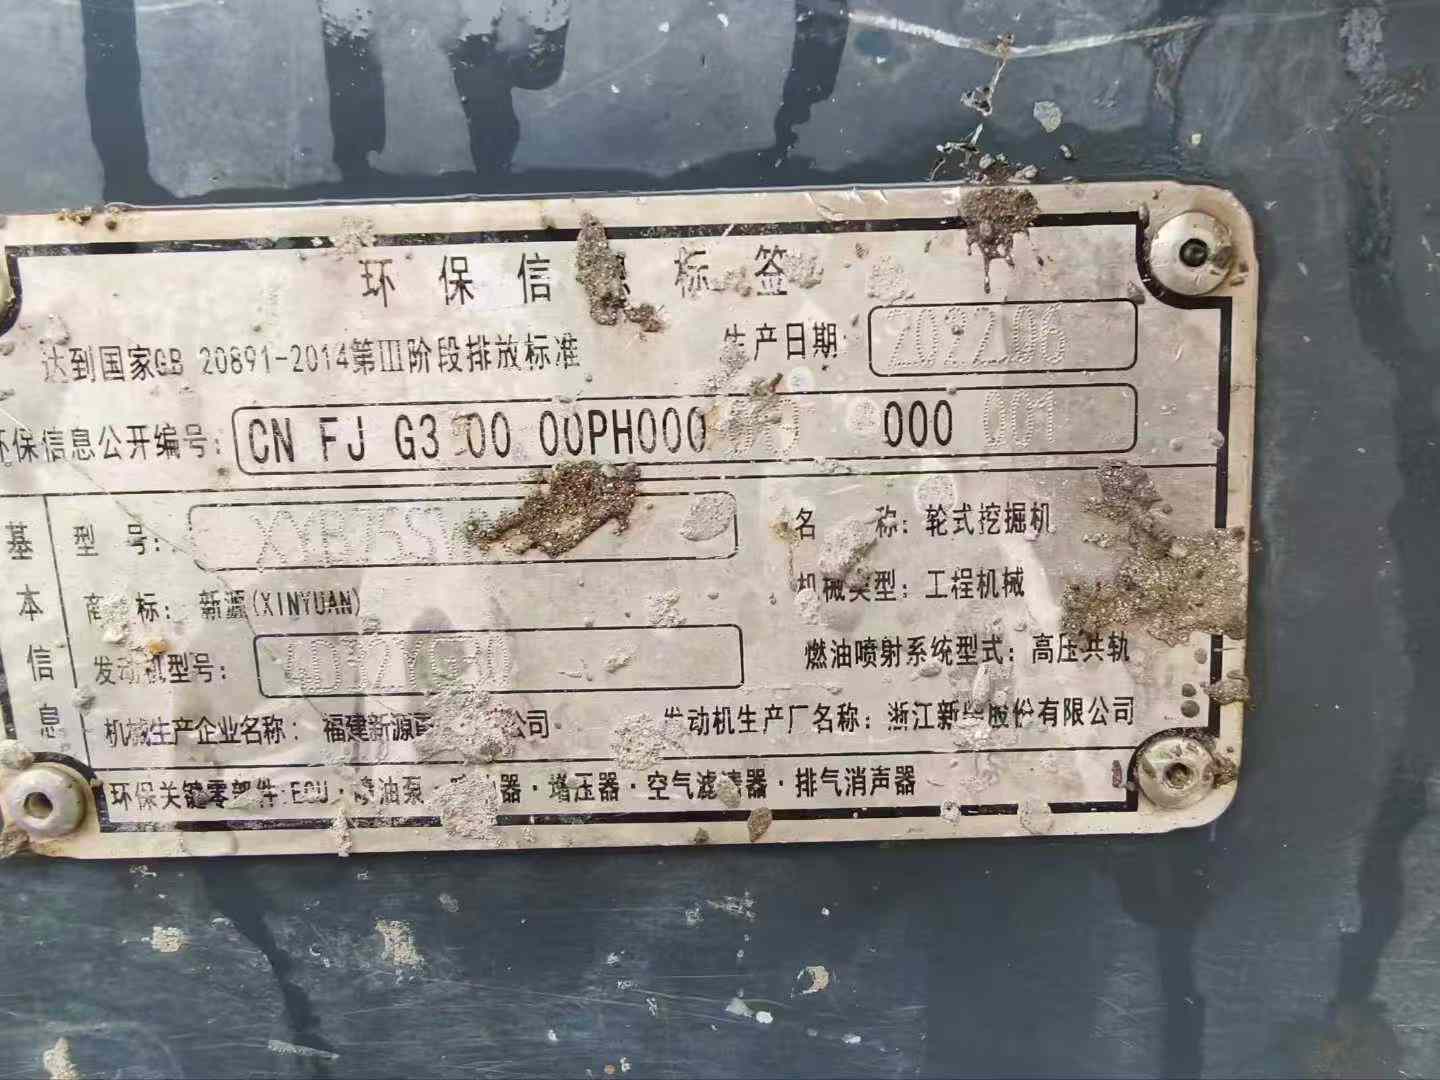 环 保 信 息 标 签
达到国家GB 20891-2014第Ⅲ阶段排放标准 生产日期: 2022.06
环保信息公开编号: CN FJ G3 00 00PH000 000 001
基本信息
型 号: 名 称: 轮式挖掘机
商 标: 新源(XINYUAN) 机械类型: 工程机械
发动机型号: 燃油喷射系统型式: 高压共轨
机械生产企业名称: 福建新源 公司 发动机生产厂名称: 浙江新 股份有限公司
环保关键零部件:ECU·喷油泵·喷油器·增压器·空气滤清器·排气消声器